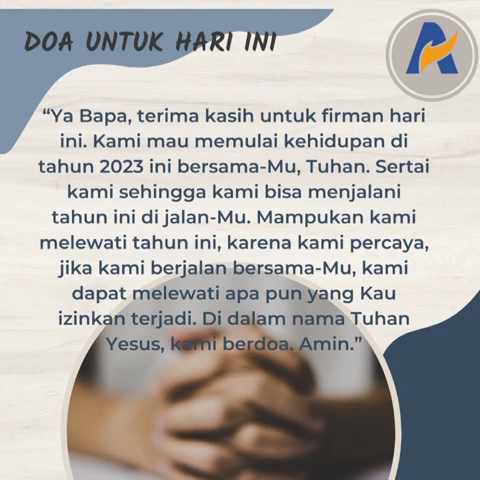 DOA UNTUK HARI INI
“Ya Bapa, terima kasih untuk firman hari
ini. Kami mau memulai kehidupan di
tahun 2023 ini bersama-Mu, Tuhan. Sertai
kami sehingga kami bisa menjalani
tahun ini di jalan-Mu. Mampukan kami
melewati tahun ini, karena kami percaya,
jika kami berjalan bersama-Mu, kami
dapat melewati apa pun yang Kau
izinkan terjadi. Di dalam nama Tuhan
Yesus, kami berdoa. Amin.”